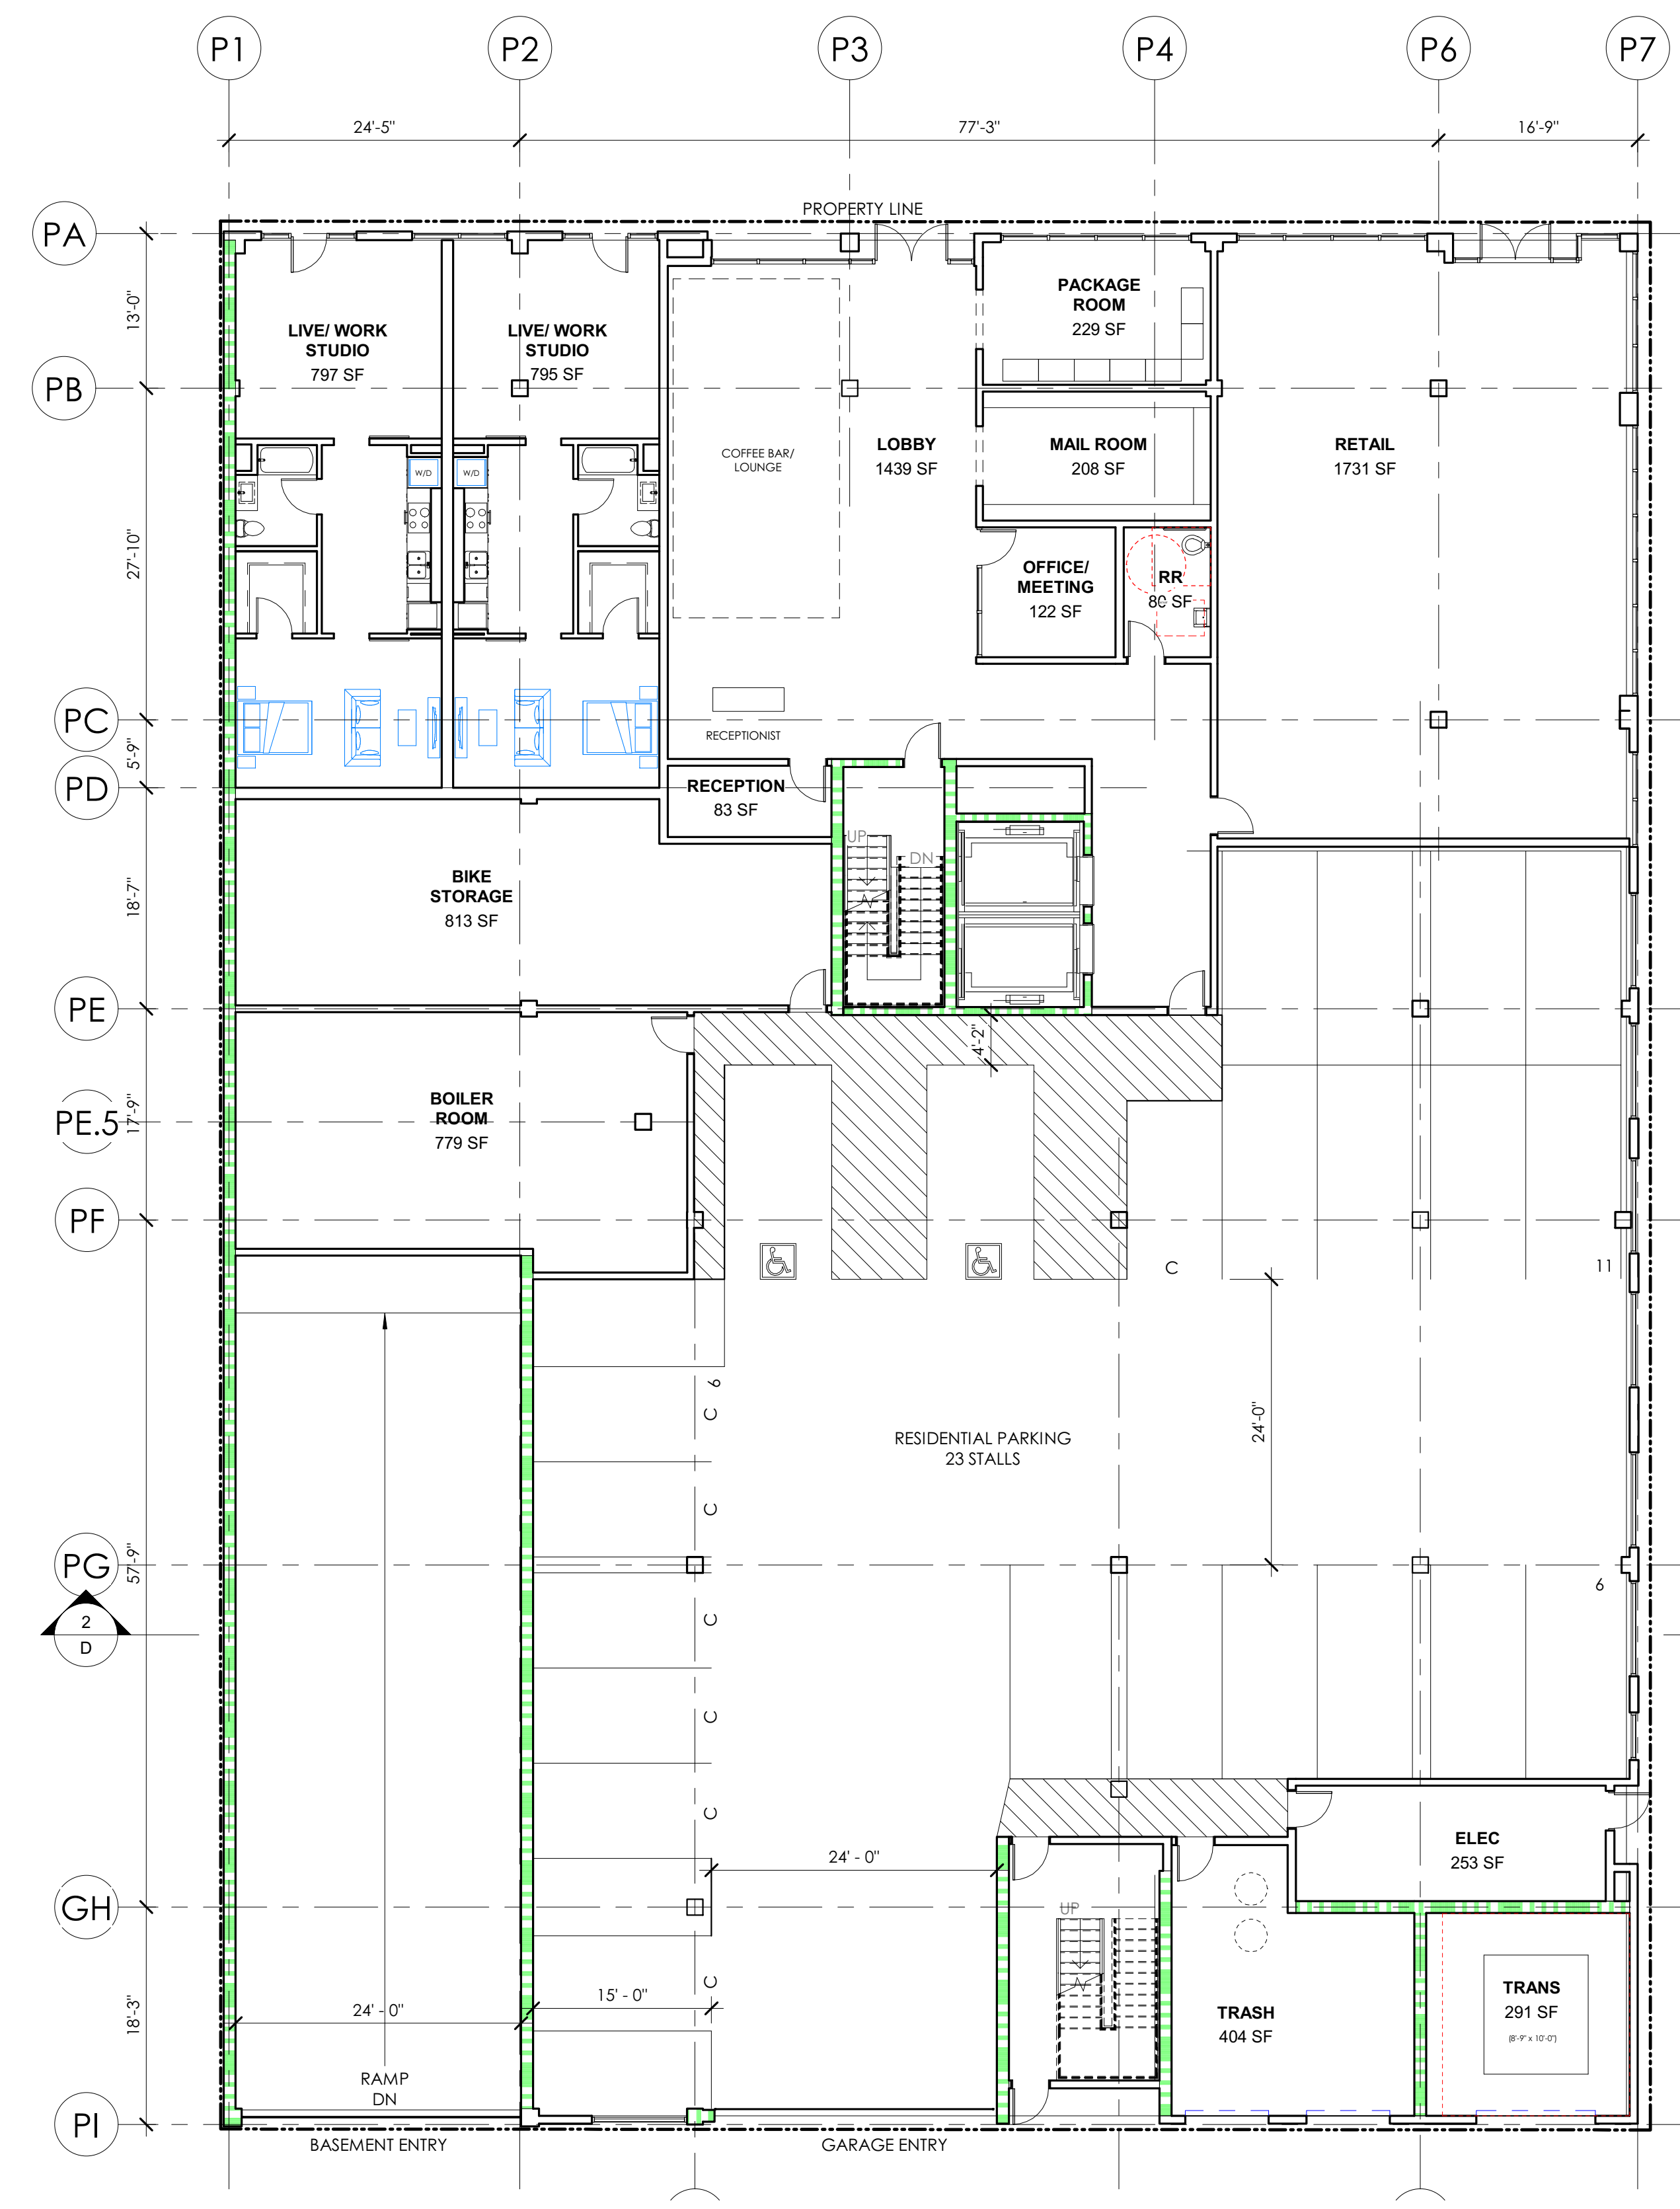 P1
P2
P3
P4
P6
P7
24'-5"
77'-3"
16'-9"
PROPERTY LINE
PA
13'-0"
PACKAGE
ROOM
229 SF
LIVE/ WORK
STUDIO
797 SF
LIVE/ WORK
STUDIO
795 SF
PB
COFFEE BAR/
LOUNGE
LOBBY
1439 SF
MAIL ROOM
208 SF
RETAIL
1731 SF
W/D
W/D
27'-10"
OFFICE/
MEETING
122 SF
RR
80 SF
PC
RECEPTIONIST
5'-9"
PD
RECEPTION
83 SF
UP
DN
BIKE
STORAGE
813 SF
18'-7"
PE
4'-2"
BOILER
ROOM
779 SF
PE.5
17'-9"
PF
C
11
6
C
RESIDENTIAL PARKING
23 STALLS
24'-0"
C
PG
57'-9"
6
2
D
C
C
C
ELEC
253 SF
24' - 0"
GH
UP
C
15' - 0"
24' - 0"
18'-3"
TRANS
291 SF
(8'-9" x 10'-0")
TRASH
404 SF
RAMP
DN
PI
BASEMENT ENTRY
GARAGE ENTRY